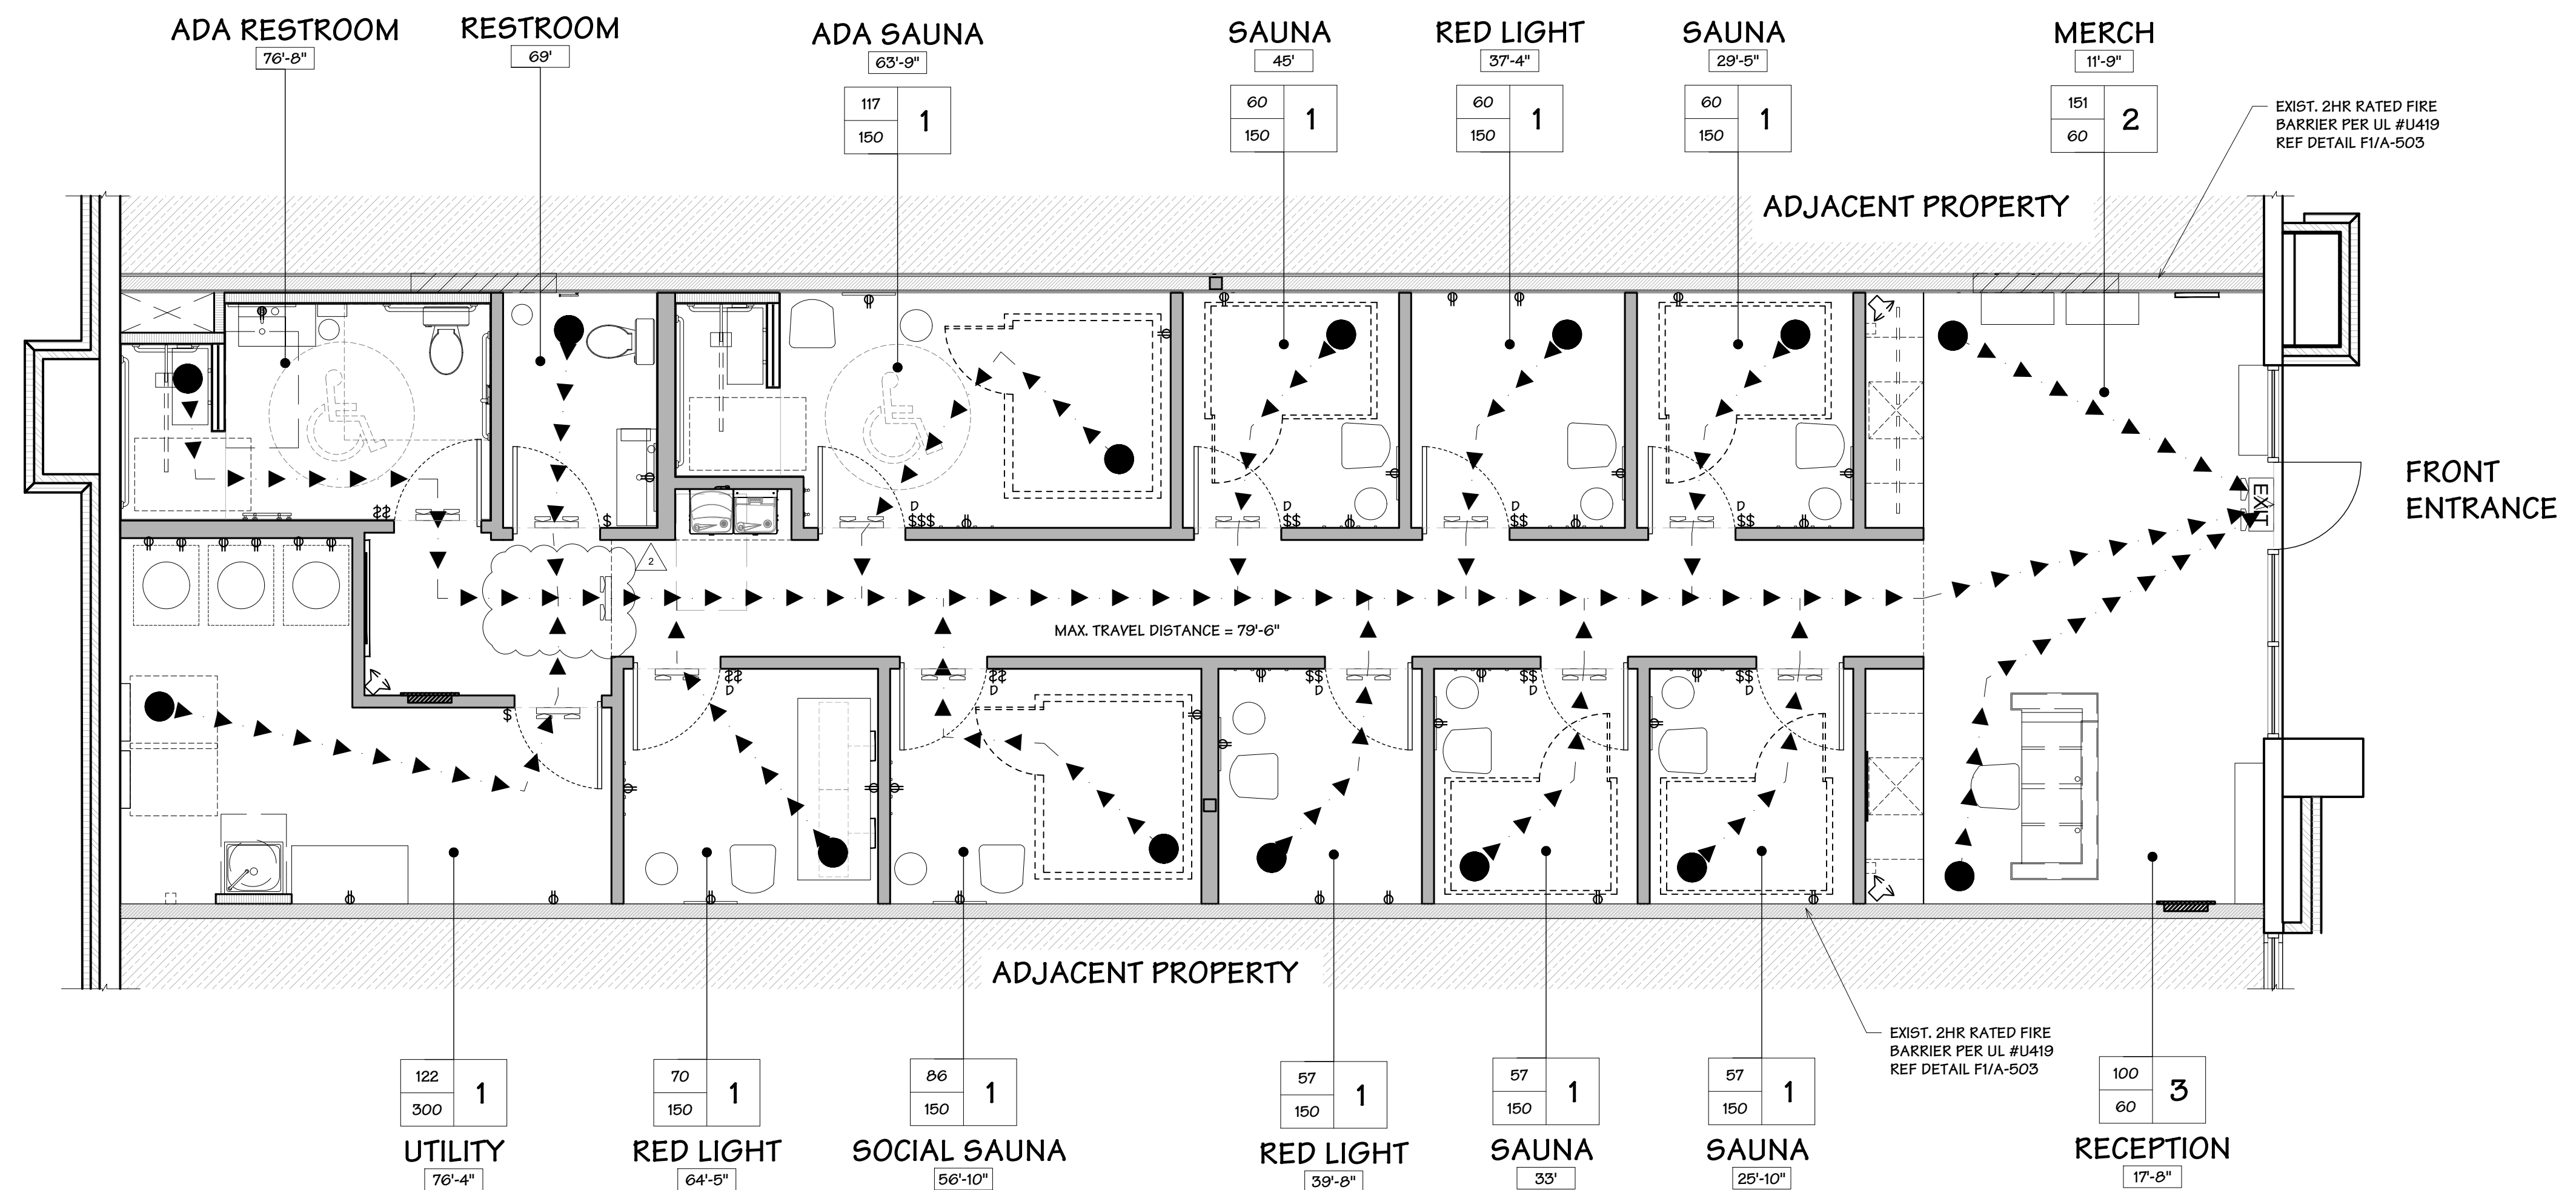 ADA RESTROOM
76'-8"
RESTROOM
69'
ADA SAUNA
63'-9"
117
150
1
SAUNA
45'
60
150
1
RED LIGHT
37'-4"
60
150
1
SAUNA
29'-5"
60
150
1
MERCH
11'-9"
151
60
2
EXIST. 2HR RATED FIRE
BARRIER PER UL #U419
REF DETAIL F1/A-503
ADJACENT PROPERTY
FRONT
ENTRANCE
EXIT
$$
$
D
$$$
D
$$
D
$$
D
$$
2
MAX. TRAVEL DISTANCE = 79'-6"
$
$$
D
$$
D
$$
D
$$
D
$$
D
ADJACENT PROPERTY
EXIST. 2HR RATED FIRE
BARRIER PER UL #U419
REF DETAIL F1/A-503
122
300
1
UTILITY
76'-4"
70
150
1
RED LIGHT
64'-5"
86
150
1
SOCIAL SAUNA
56'-10"
57
150
1
RED LIGHT
39'-8"
57
150
1
SAUNA
33'
57
150
1
SAUNA
25'-10"
100
60
3
RECEPTION
17'-8"